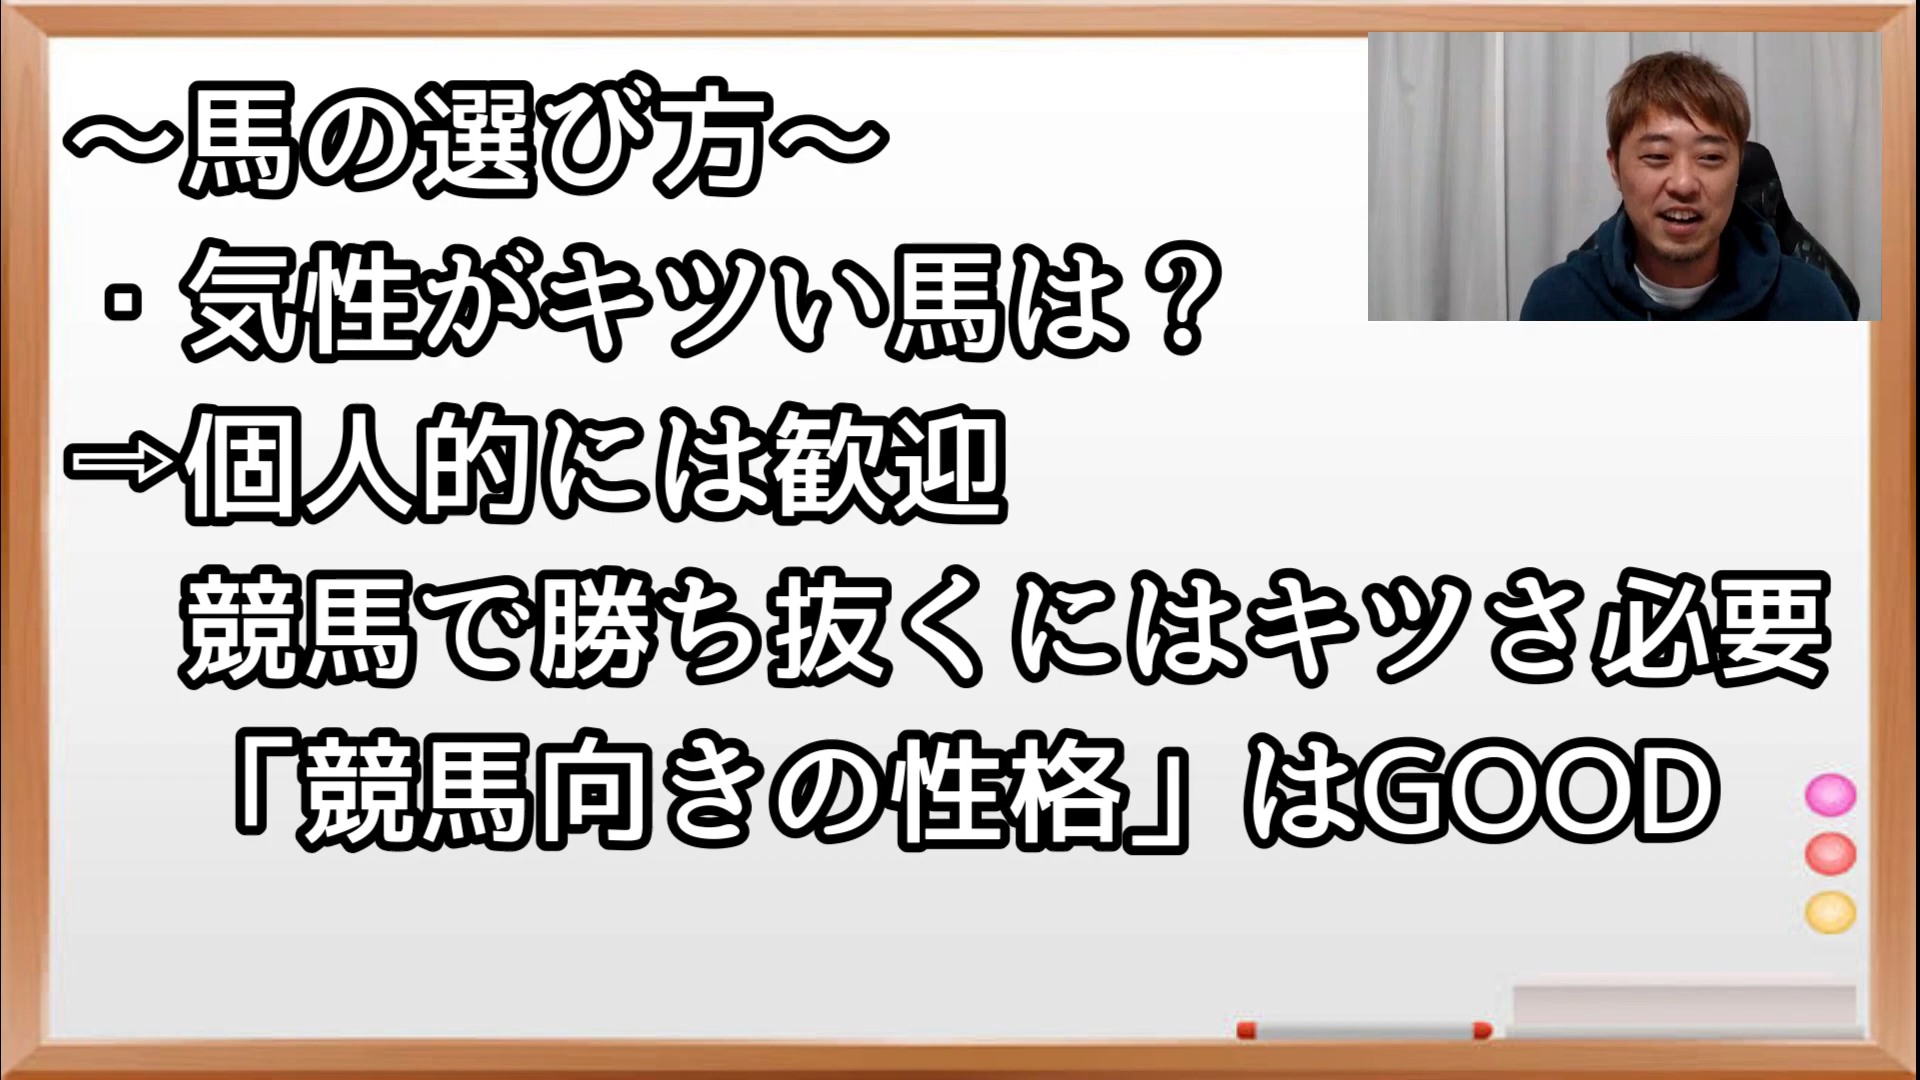 ～馬の選び方～
・気性がキツい馬は？
⇒個人的には歓迎
競馬で勝ち抜くにはキツさ必要
「競馬向きの性格」はGOOD